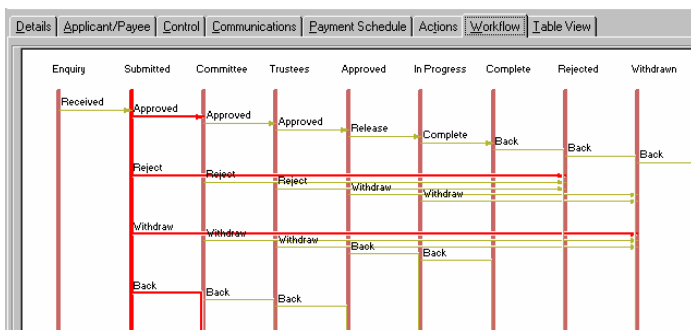 Details Applicant/Payee Control Communications Payment Schedule Actions Workflow Table View
Enquiry Submitted Committee Trustees Approved In Progress Complete Rejected Withdrawn
Received
Approved
Approved
Approved
Release
Complete
Back
Back
Back
Reject
Reject
Reject
Withdraw
Withdraw
Withdraw
Withdraw
Withdraw
Back
Back
Back
Back
Back